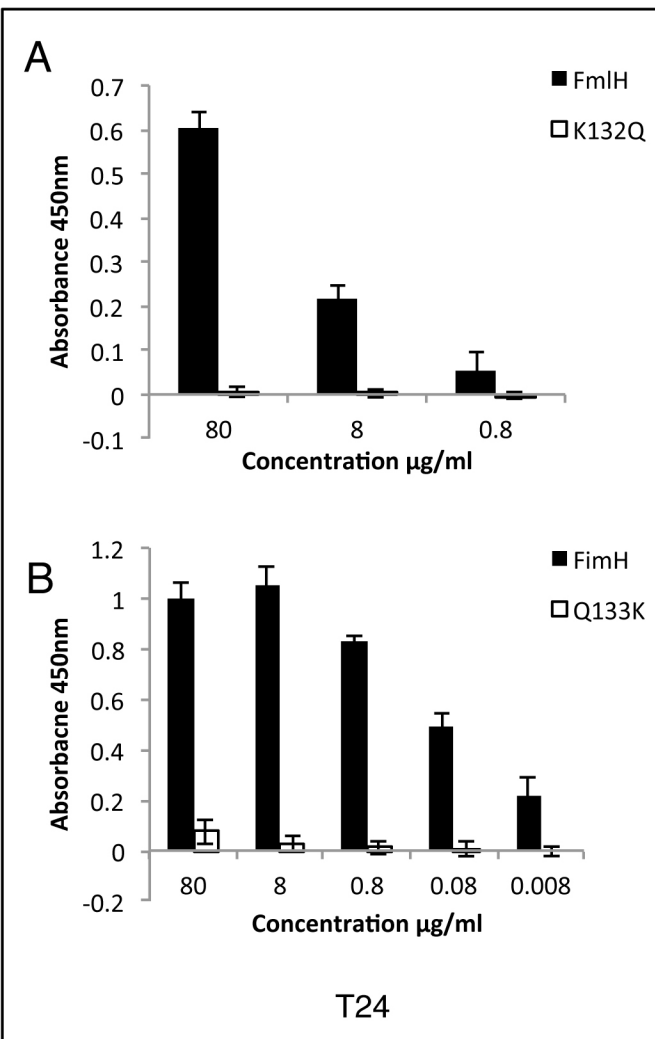 A
FmlH
K132Q
Absorbance 450nm
0.7
0.6
0.5
0.4
0.3
0.2
0.1
0
-0.1
80 8 0.8
Concentration µg/ml
B
FimH
Q133K
Absorbacne 450nm
1.2
1
0.8
0.6
0.4
0.2
0
-0.2
80 8 0.8 0.08 0.008
Concentration µg/ml
T24